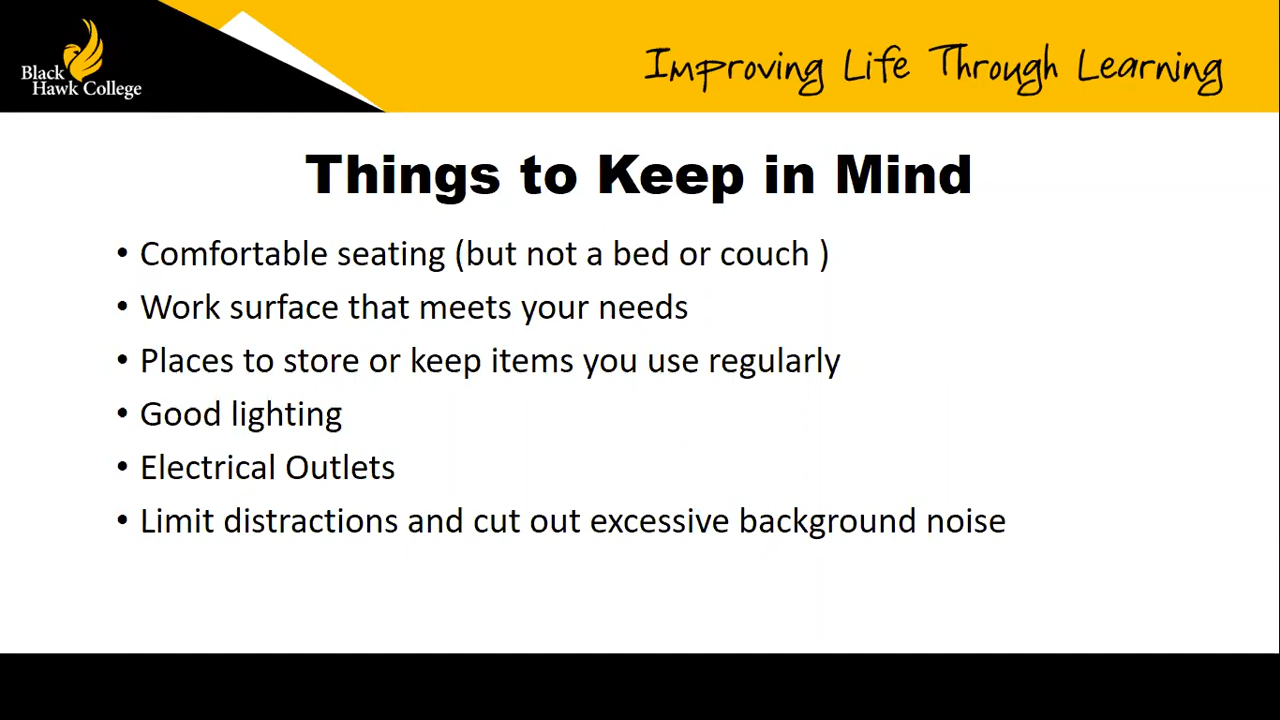 Black
Hawk College
Improving Life Through Learning
Things to Keep in Mind
• Comfortable seating (but not a bed or couch )
• Work surface that meets your needs
• Places to store or keep items you use regularly
• Good lighting
• Electrical Outlets
• Limit distractions and cut out excessive background noise